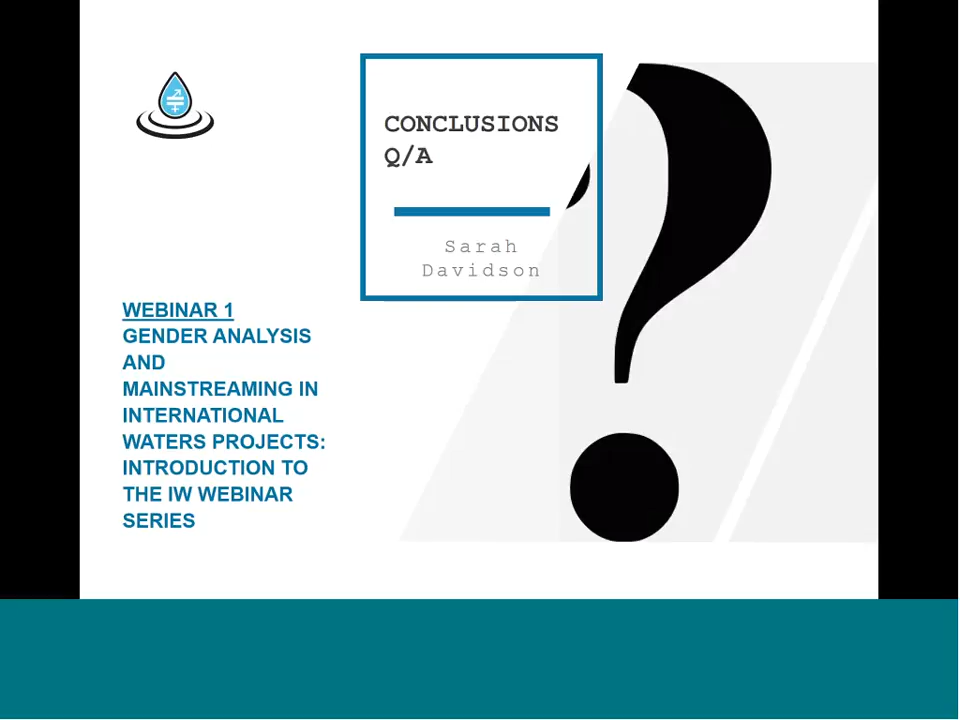 CONCLUSIONS
Q/A
Sarah
Davidson
WEBINAR 1
GENDER ANALYSIS
AND
MAINSTREAMING IN
INTERNATIONAL
WATERS PROJECTS:
INTRODUCTION TO
THE IW WEBINAR
SERIES